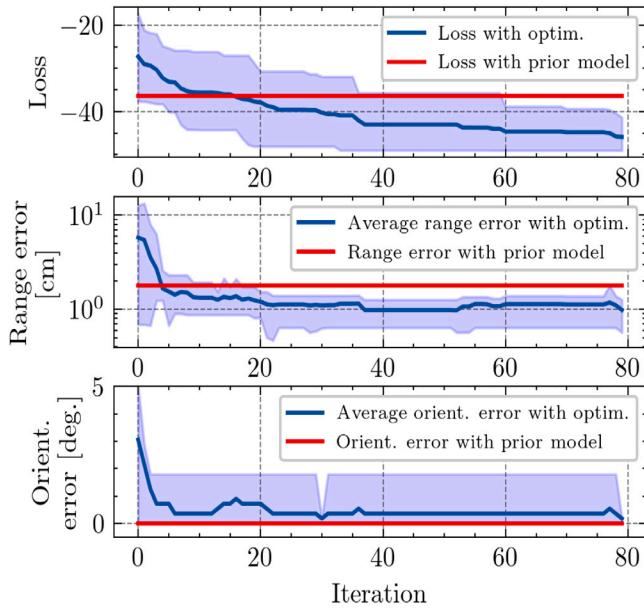 Loss
−20
−40
Loss with optim.
Loss with prior model
0 20 40 60 80
Range error
[cm]
10¹
10⁰
Average range error with optim.
Range error with prior model
0 20 40 60 80
Orient.
error [deg.]
5
0
Average orient. error with optim.
Orient. error with prior model
0 20 40 60 80
Iteration